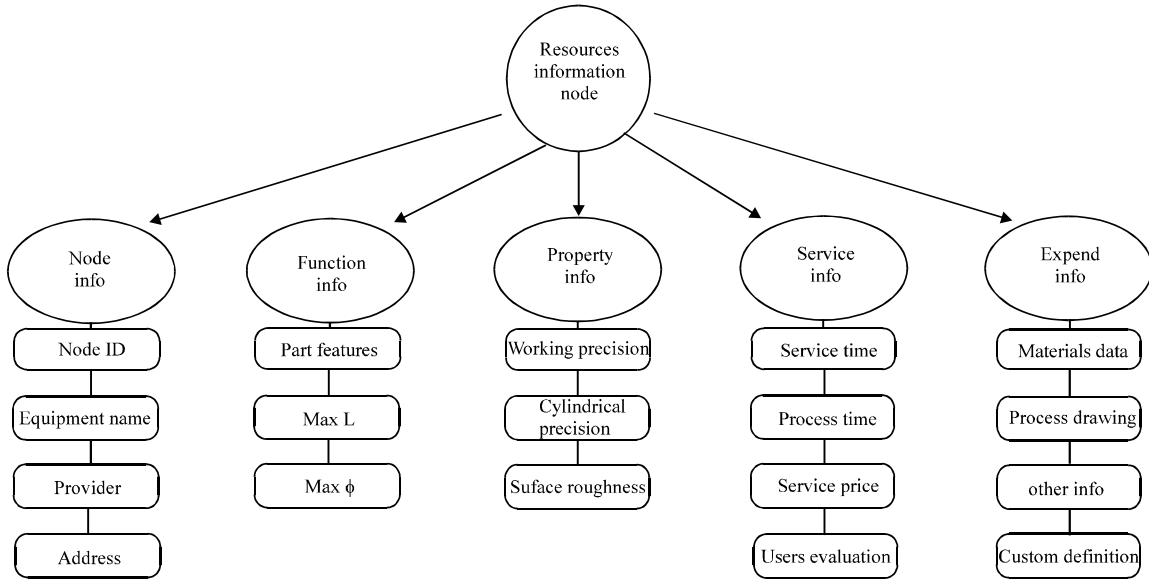 Resources
information
node
Node
info
Function
info
Property
info
Service
info
Expend
info
Node ID
Equipment name
Provider
Address
Part features
Max L
Max ϕ
Working precision
Cylindrical
precision
Suface roughness
Service time
Process time
Service price
Users evaluation
Materials data
Process drawing
other info
Custom definition